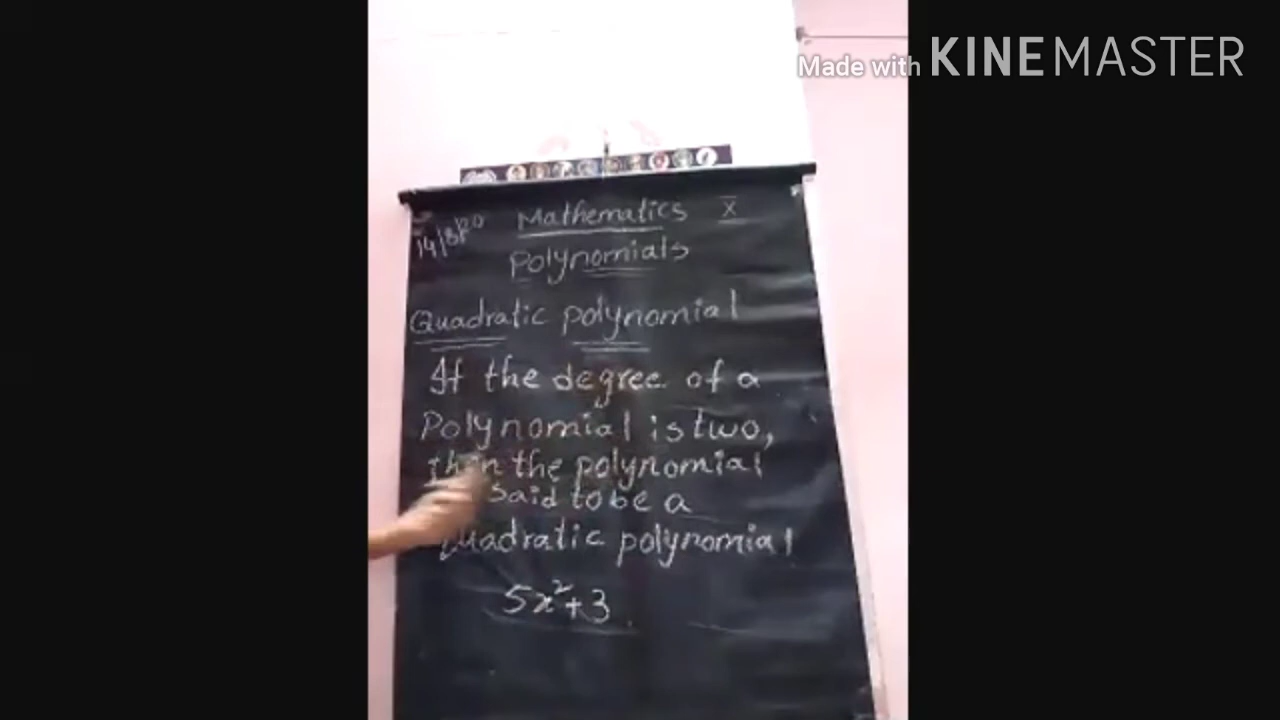 Made with KINEMASTER
14/8/20 Mathematics X
Polynomials
Quadratic polynomial
If the degree of a
Polynomial is two,
then the polynomial
said to be a
Quadratic polynomial
5x²+3